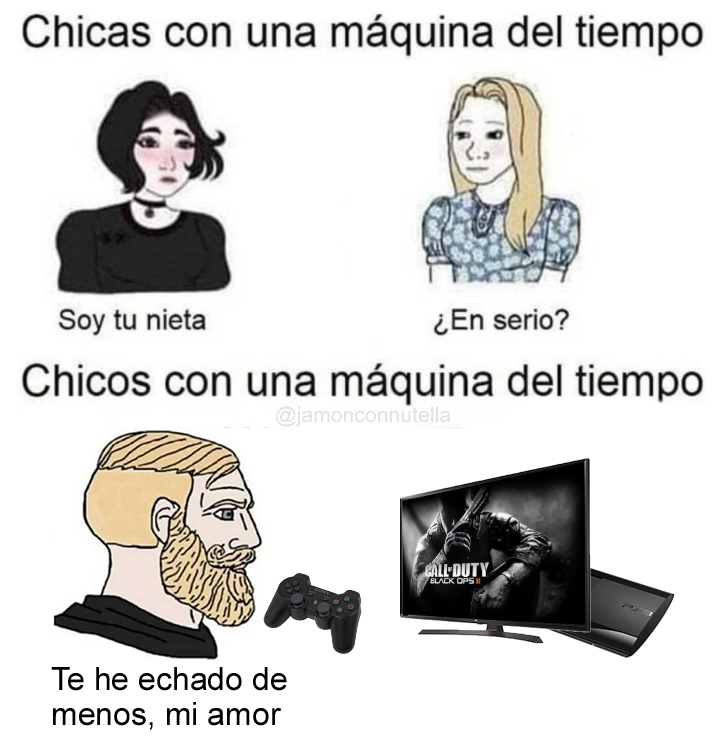 Chicas con una máquina del tiempo
Soy tu nieta
¿En serio?
Chicos con una máquina del tiempo
@jamonconnutella
CALL·DUTY
BLACK OPS II
PS3
Te he echado de
menos, mi amor